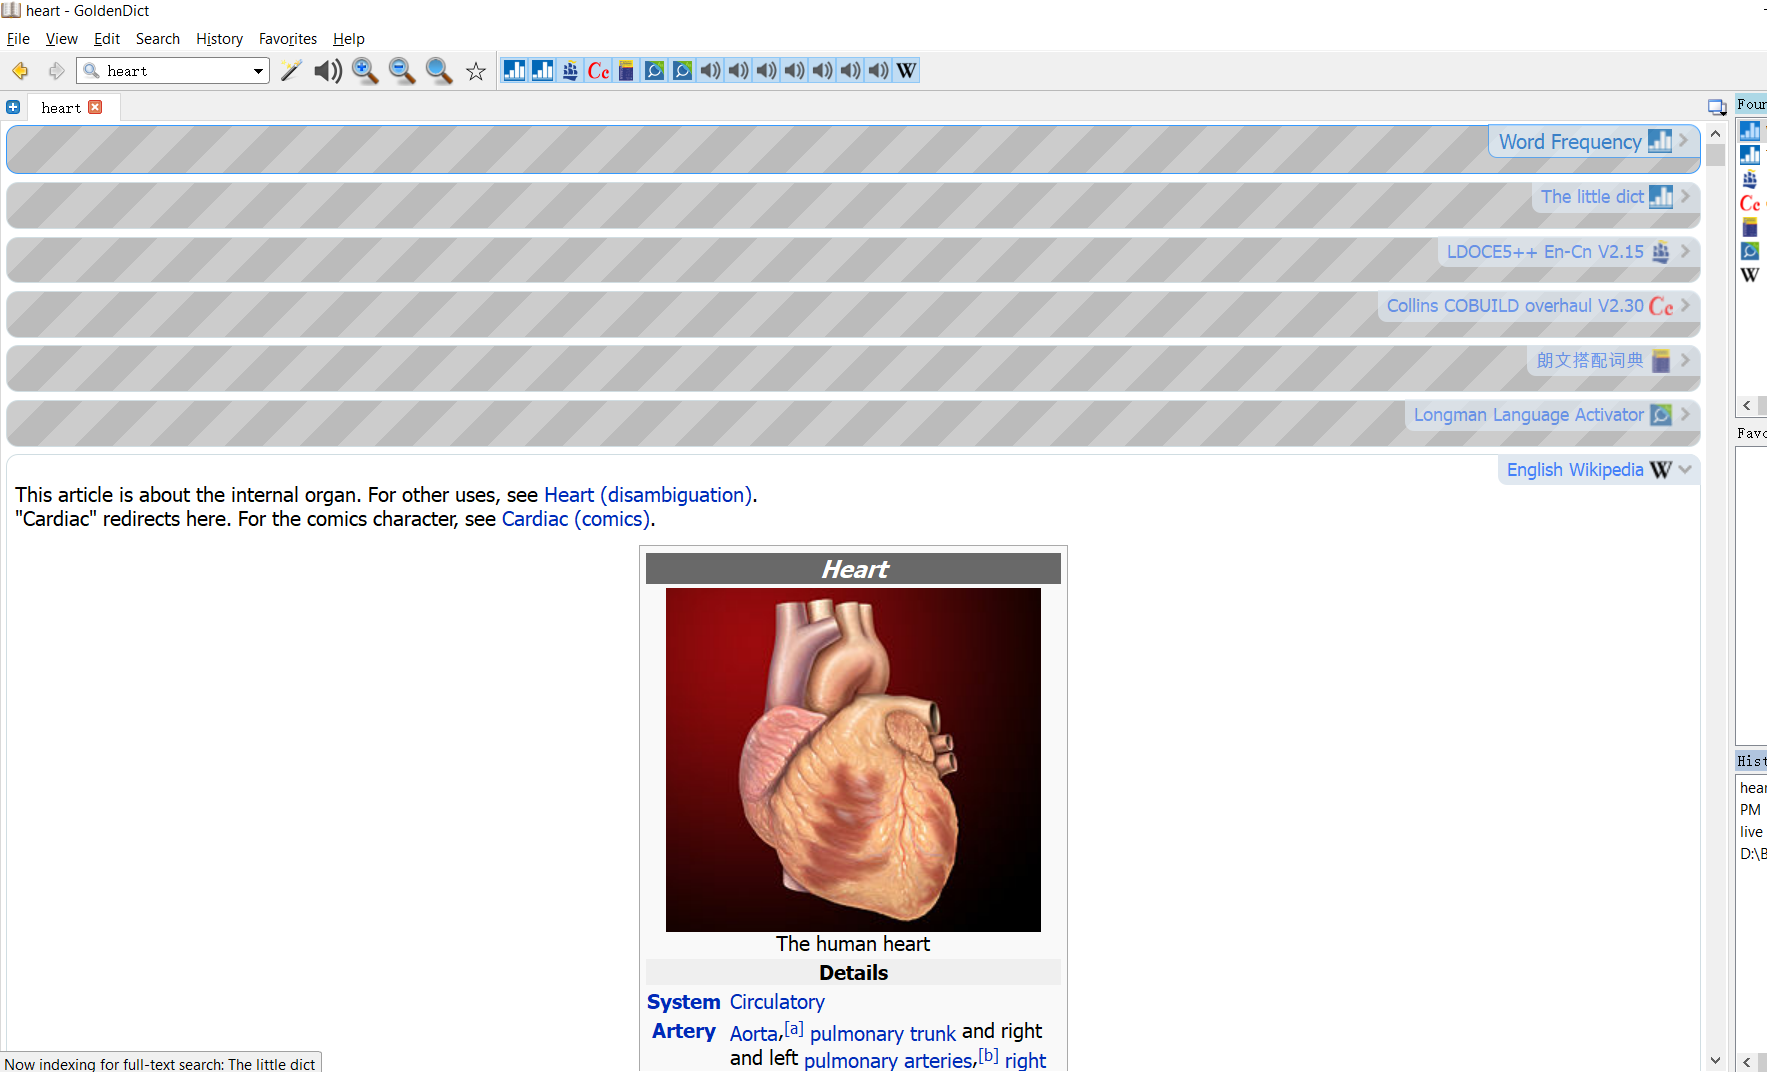 heart - GoldenDict
File View Edit Search History Favorites Help
heart
Cc
W
heart
Foun
Word Frequency
The little dict
LDOCE5++ En-Cn V2.15
Collins COBUILD overhaul V2.30 Cc
朗文搭配词典
Longman Language Activator
English Wikipedia W
This article is about the internal organ. For other uses, see Heart (disambiguation).
"Cardiac" redirects here. For the comics character, see Cardiac (comics).
Heart
The human heart
Details
System Circulatory
Artery Aorta,[a] pulmonary trunk and right
and left pulmonary arteries,[b] right
Now indexing for full-text search: The little dict
Cc
W
Favo
Hist
hear
PM
live
D:\B